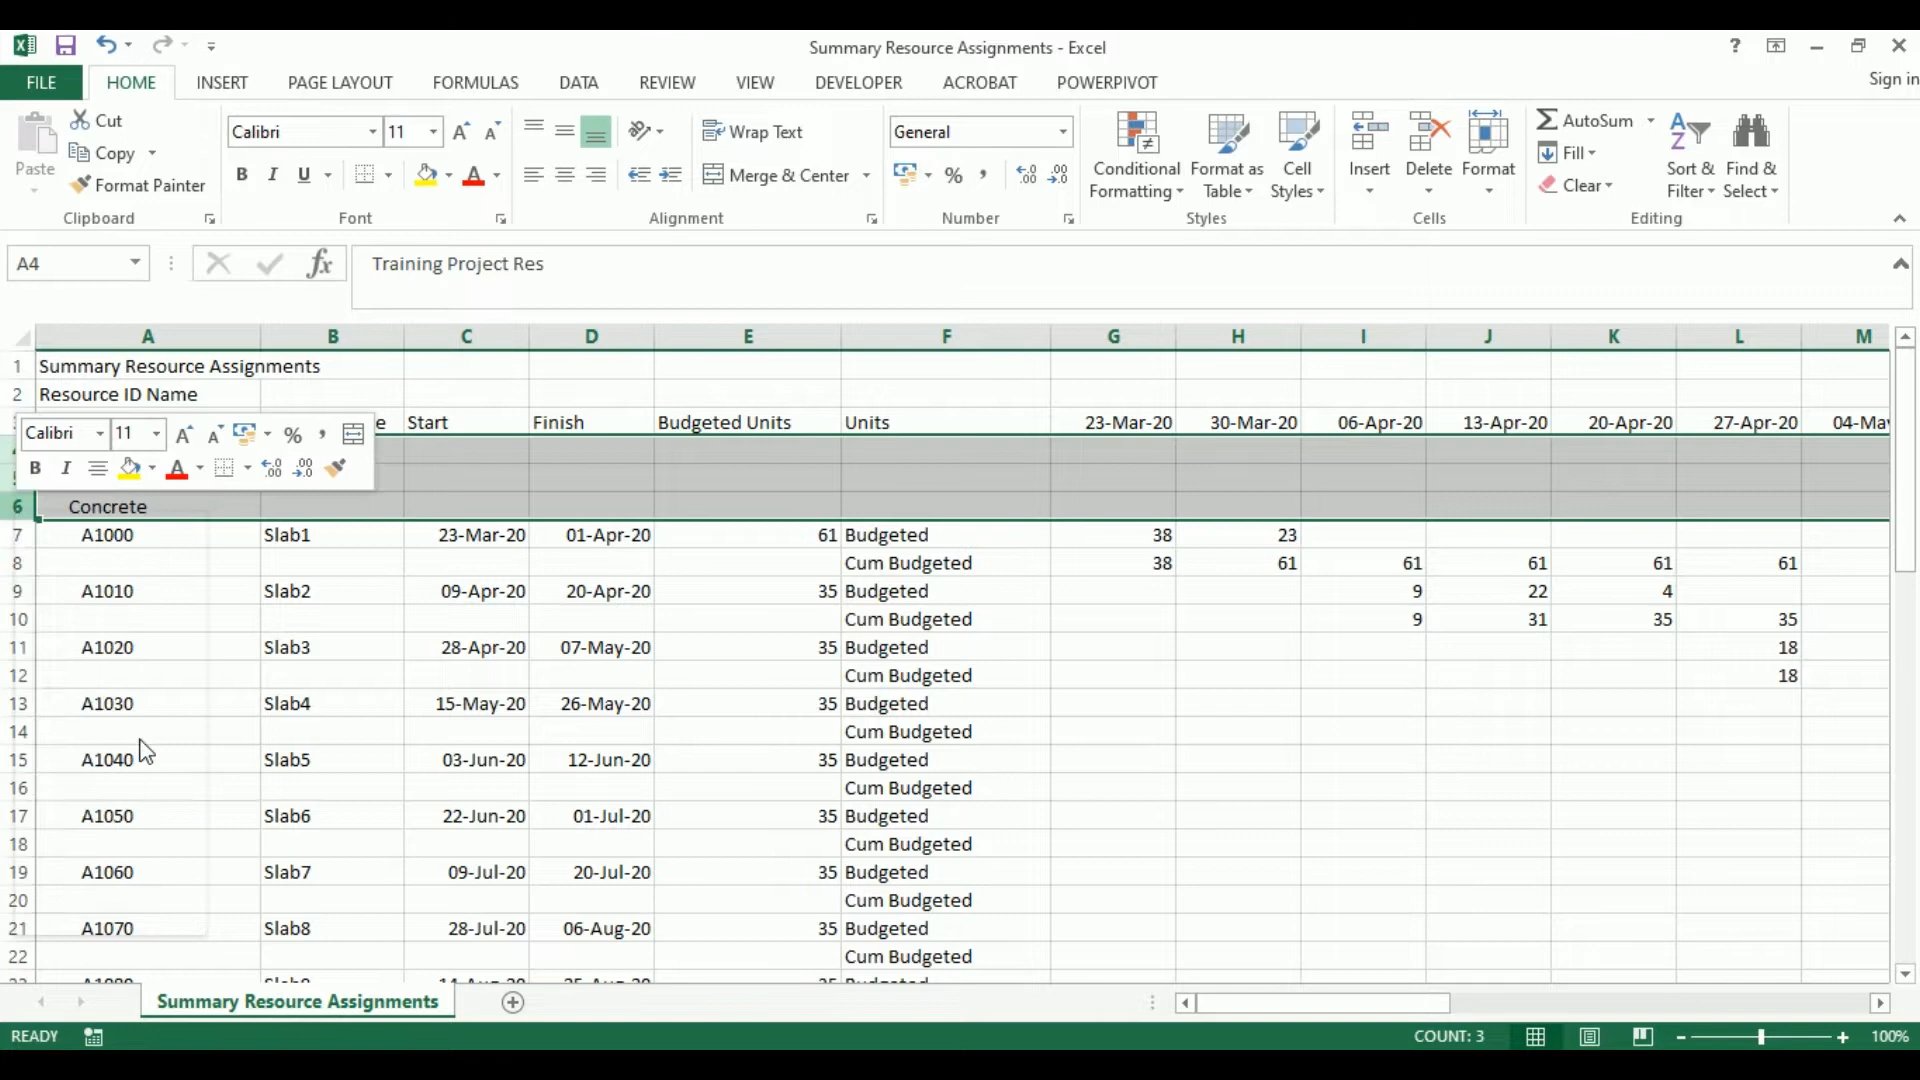 Summary Resource Assignments - Excel
?
FILE HOME INSERT PAGE LAYOUT FORMULAS DATA REVIEW VIEW DEVELOPER ACROBAT POWERPIVOT Sign in
Paste Cut Copy Format Painter
Clipboard
Calibri 11 A A
B I U A
Font
Wrap Text
Merge & Center
Alignment
General
% , .00 .00
Number
Conditional Formatting Format as Table Cell Styles
Styles
Insert Delete Format
Cells
AutoSum Fill Clear Sort & Filter Find & Select
Editing
A4 fx Training Project Res
A B C D E F G H I J K L M
1 Summary Resource Assignments
2 Resource ID Name
e Start Finish Budgeted Units Units 23-Mar-20 30-Mar-20 06-Apr-20 13-Apr-20 20-Apr-20 27-Apr-20 04-May
Calibri 11 A A % ,
B I A .00 .00
6 Concrete
7 A1000 Slab1 23-Mar-20 01-Apr-20 61 Budgeted 38 23
8 Cum Budgeted 38 61 61 61 61 61
9 A1010 Slab2 09-Apr-20 20-Apr-20 35 Budgeted 9 22 4
10 Cum Budgeted 9 31 35 35
11 A1020 Slab3 28-Apr-20 07-May-20 35 Budgeted 18
12 Cum Budgeted 18
13 A1030 Slab4 15-May-20 26-May-20 35 Budgeted
14 Cum Budgeted
15 A1040 Slab5 03-Jun-20 12-Jun-20 35 Budgeted
16 Cum Budgeted
17 A1050 Slab6 22-Jun-20 01-Jul-20 35 Budgeted
18 Cum Budgeted
19 A1060 Slab7 09-Jul-20 20-Jul-20 35 Budgeted
20 Cum Budgeted
21 A1070 Slab8 28-Jul-20 06-Aug-20 35 Budgeted
22 Cum Budgeted
Summary Resource Assignments
READY COUNT: 3 100%